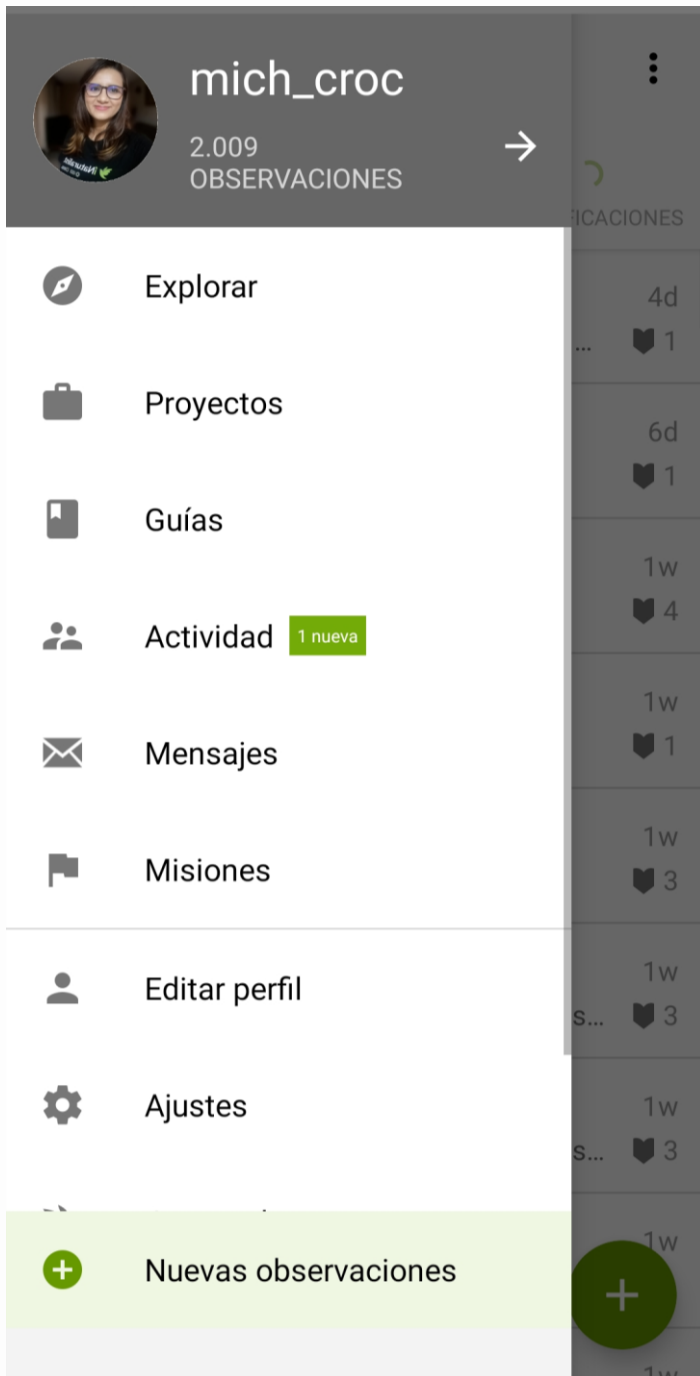 mich_croc
2.009
OBSERVACIONES
FICACIONES
Explorar
4d
... 1
Proyectos
6d
1
Guías
1w
4
Actividad 1 nueva
1w
1
Mensajes
1w
3
Misiones
1w
s... 3
Editar perfil
1w
s... 3
Ajustes
1w
Nuevas observaciones
1w